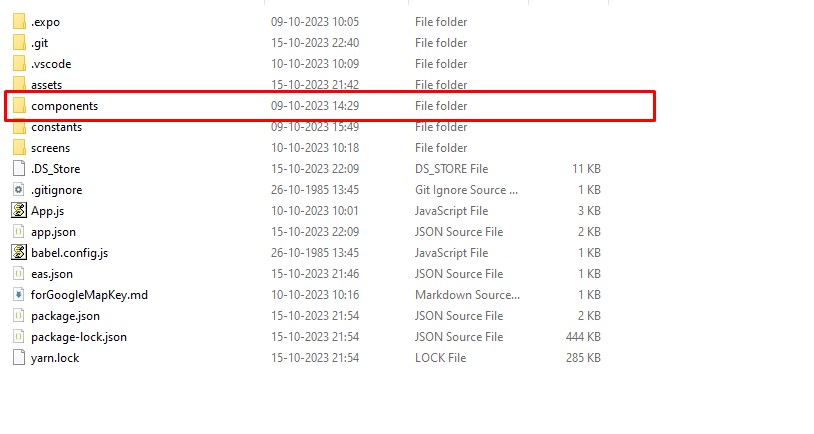 .expo 09-10-2023 10:05 File folder
.git 15-10-2023 22:40 File folder
.vscode 10-10-2023 10:09 File folder
assets 15-10-2023 21:42 File folder
components 09-10-2023 14:29 File folder
constants 09-10-2023 15:49 File folder
screens 10-10-2023 10:18 File folder
.DS_Store 15-10-2023 22:09 DS_STORE File 11 KB
.gitignore 26-10-1985 13:45 Git Ignore Source ... 1 KB
App.js 10-10-2023 10:01 JavaScript File 3 KB
app.json 15-10-2023 22:09 JSON Source File 2 KB
babel.config.js 26-10-1985 13:45 JavaScript File 1 KB
eas.json 15-10-2023 21:46 JSON Source File 1 KB
forGoogleMapKey.md 10-10-2023 10:16 Markdown Source... 1 KB
package.json 15-10-2023 21:54 JSON Source File 2 KB
package-lock.json 15-10-2023 21:54 JSON Source File 444 KB
yarn.lock 15-10-2023 21:54 LOCK File 285 KB